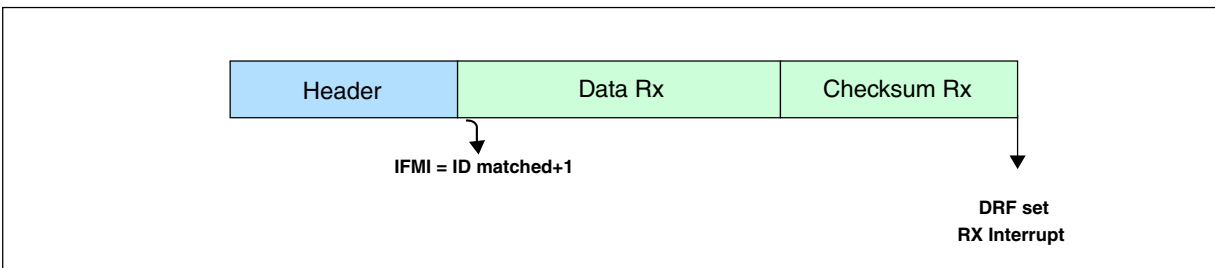 Header
Data Rx
Checksum Rx
IFMI = ID matched+1
DRF set
RX Interrupt